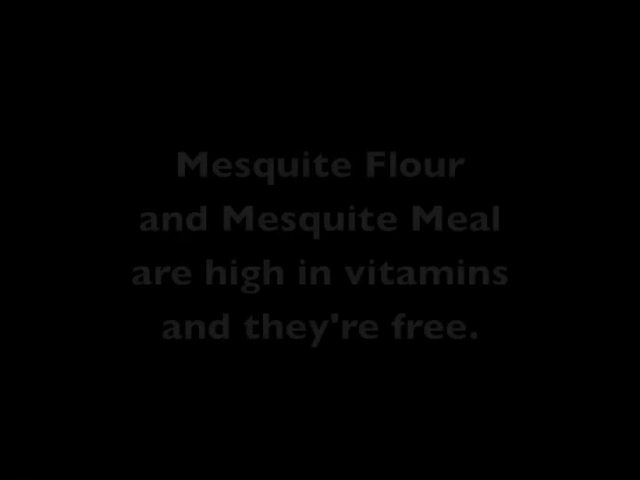 Mesquite Flour
and Mesquite Meal
are high in vitamins
and they're free.